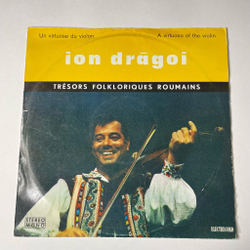 Un virtuose du violon
A virtuoso of the violin
ion drăgoi
TRÉSORS FOLKLORIQUES ROUMAINS
STEREO
MONO
ELECTRECORD